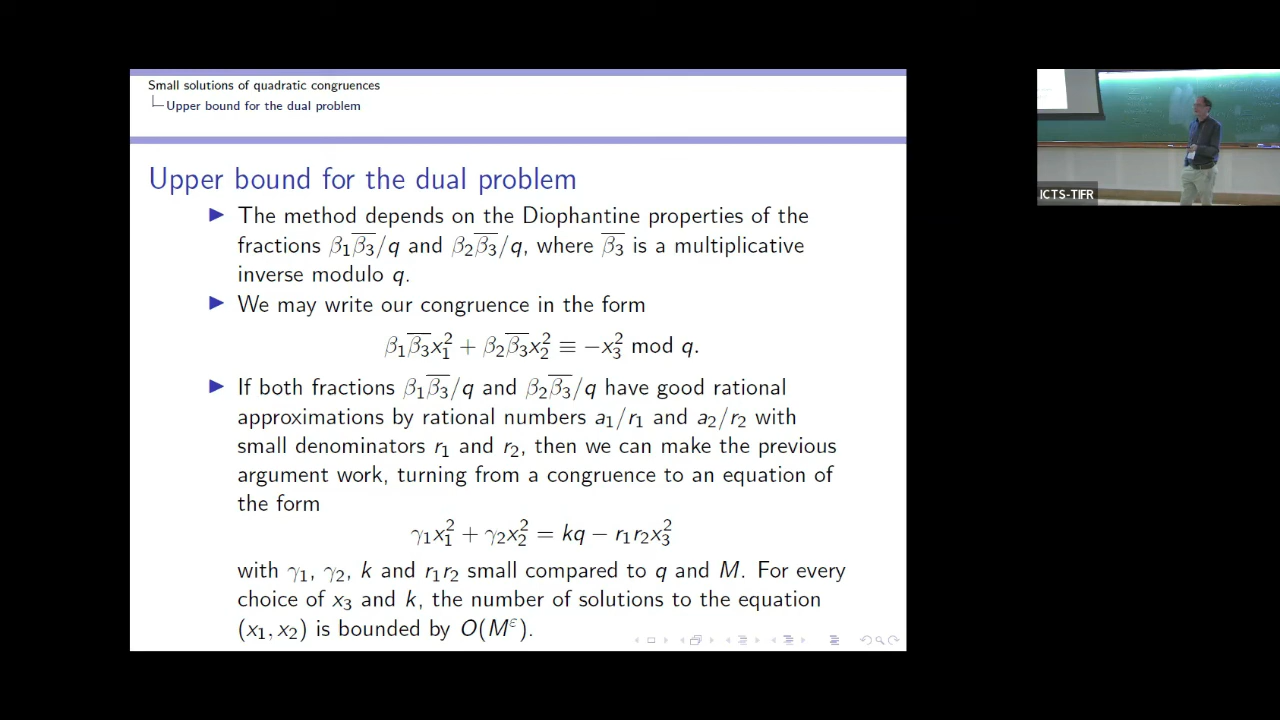 Small solutions of quadratic congruences
Upper bound for the dual problem
Upper bound for the dual problem
The method depends on the Diophantine properties of the
fractions β₁β̅₃/q and β₂β̅₃/q, where β̅₃ is a multiplicative
inverse modulo q.
We may write our congruence in the form
β₁β̅₃x₁² + β₂β̅₃x₂² ≡ −x₃² mod q.
If both fractions β₁β̅₃/q and β₂β̅₃/q have good rational
approximations by rational numbers a₁/r₁ and a₂/r₂ with
small denominators r₁ and r₂, then we can make the previous
argument work, turning from a congruence to an equation of
the form
γ₁x₁² + γ₂x₂² = kq − r₁r₂x₃²
with γ₁, γ₂, k and r₁r₂ small compared to q and M. For every
choice of x₃ and k, the number of solutions to the equation
(x₁, x₂) is bounded by O(M^ε).
ICTS-TIFR